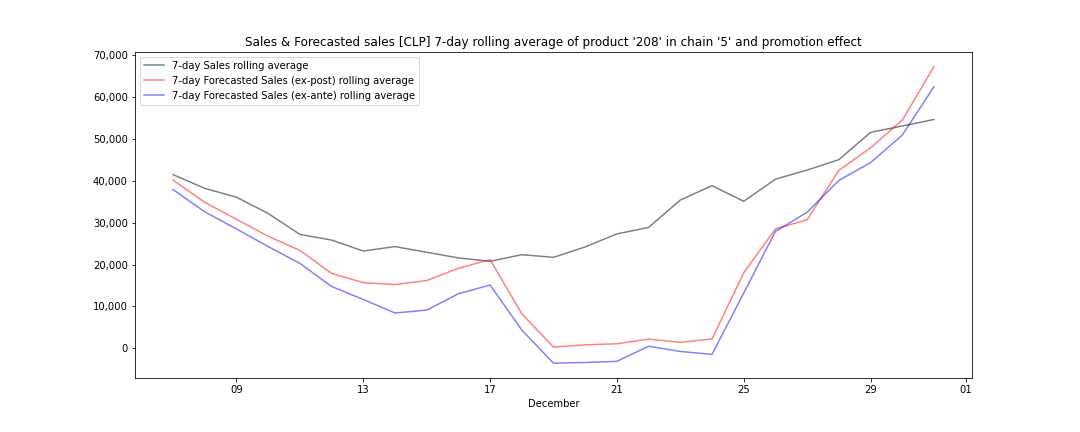 Sales & Forecasted sales [CLP] 7-day rolling average of product '208' in chain '5' and promotion effect
70,000
60,000
50,000
40,000
30,000
20,000
10,000
0
7-day Sales rolling average
7-day Forecasted Sales (ex-post) rolling average
7-day Forecasted Sales (ex-ante) rolling average
09 13 17 21 25 29 01
December